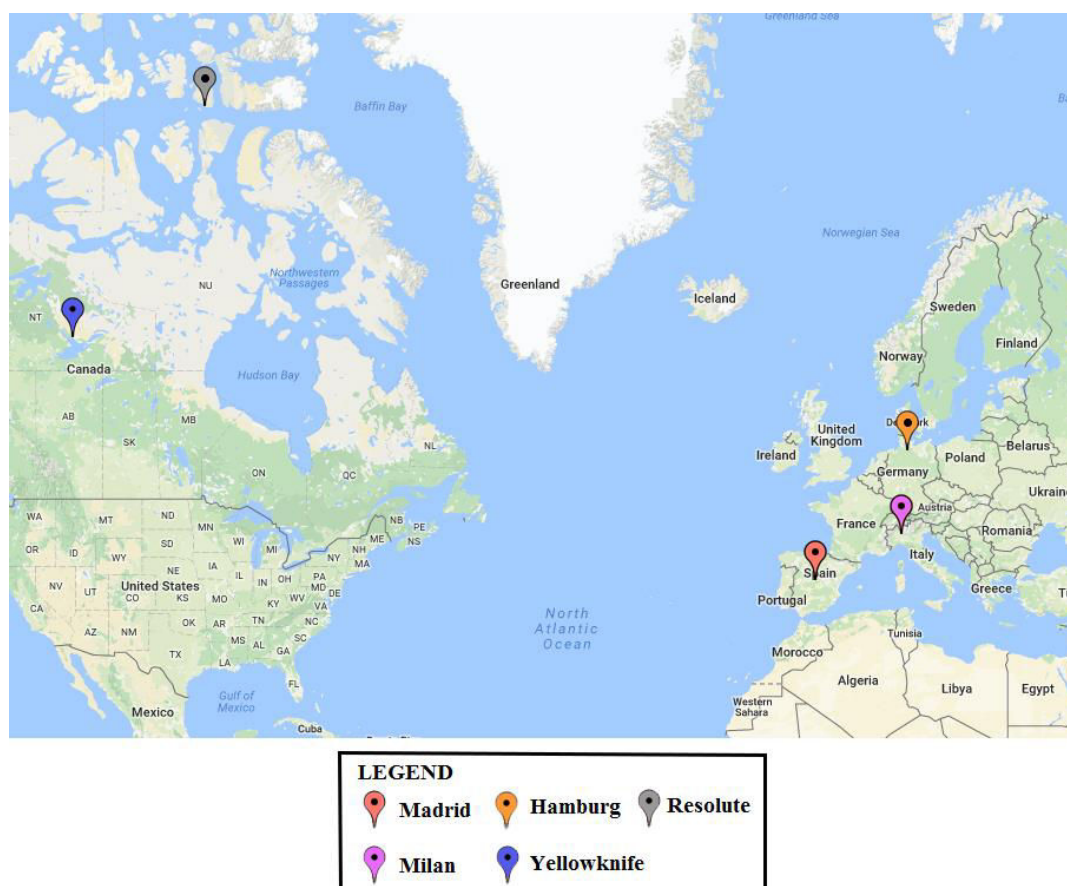 Greenland Sea
Baffin Bay
Norwegian Sea
Greenland
Iceland
Northwestern
Passages
NU
NT
Sweden
Finland
Norway
Canada
Hudson Bay
AB
MB
SK
NL
ON
QC
United
Kingdom
Ireland
Belarus
Poland
Germany
Ukraine
Austria
France
Romania
Italy
Spain
Portugal
Greece
WA
MT
ND
MN
NB
PE
ME
NS
OR
ID
WY
SD
WI
MI
NY
NH
MA
NV
UT
United States
CO
NE
IA
IL
IN
OH
PA
MD
DE
CA
KS
MO
KY
WV
VA
AZ
NM
OK
AR
TN
NC
SC
MS
AL
GA
TX
LA
FL
North
Atlantic
Ocean
Gulf of
Mexico
Mexico
Cuba
Tunisia
Morocco
Algeria
Libya
Egypt
Western
Sahara
LEGEND
Madrid
Hamburg
Resolute
Milan
Yellowknife